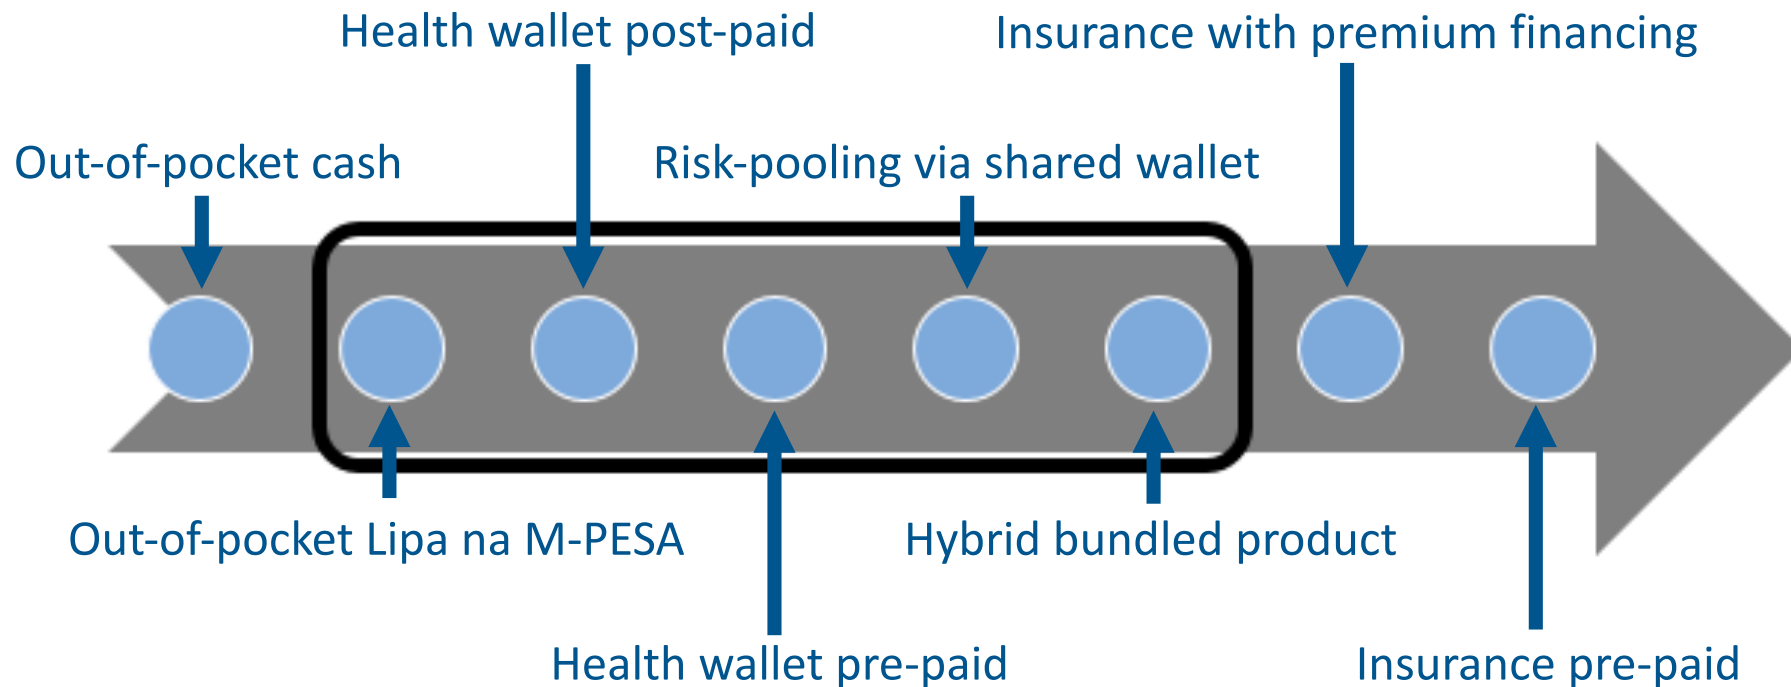 Health wallet post-paid
Insurance with premium financing
Out-of-pocket cash
Risk-pooling via shared wallet
Out-of-pocket Lipa na M-PESA
Hybrid bundled product
Health wallet pre-paid
Insurance pre-paid